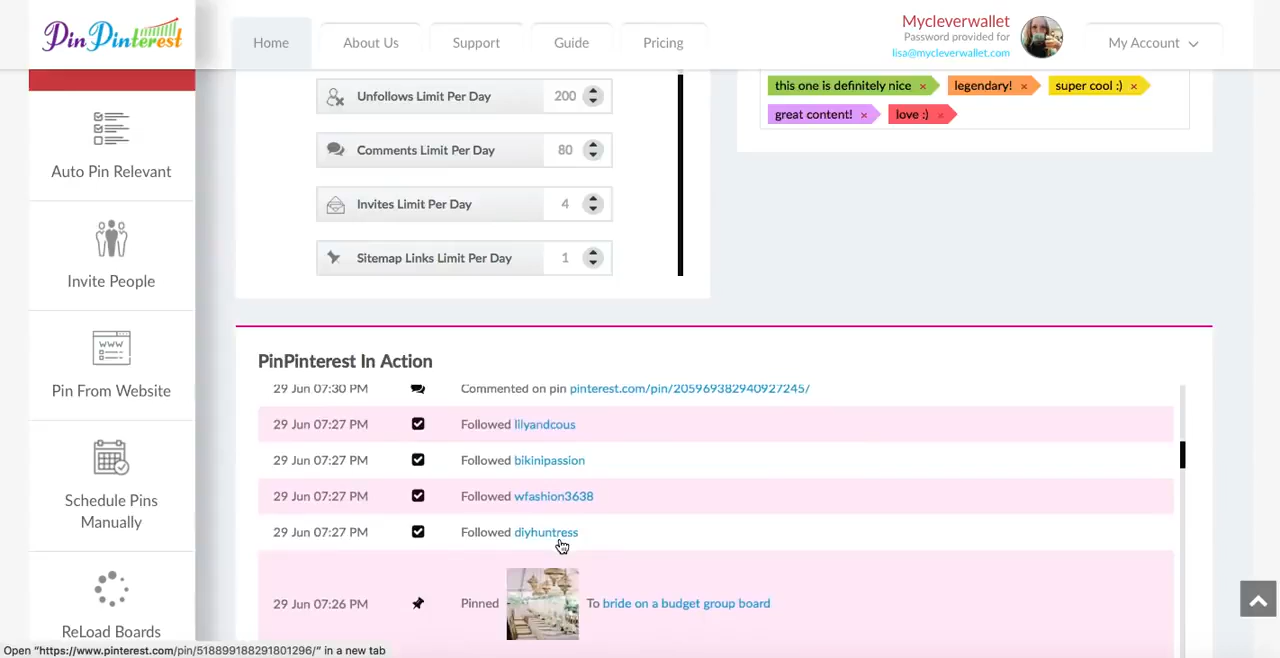 PinPinterest
Home
About Us
Support
Guide
Pricing
Mycleverwallet
Password provided for
lisa@mycleverwallet.com
My Account
Auto Pin Relevant
Invite People
Pin From Website
WWW
Schedule Pins
Manually
ReLoad Boards
Unfollows Limit Per Day 200
Comments Limit Per Day 80
Invites Limit Per Day 4
Sitemap Links Limit Per Day 1
this one is definitely nice × legendary! × super cool :) ×
great content! × love :) ×
PinPinterest In Action
29 Jun 07:30 PM Commented on pin pinterest.com/pin/205969382940927245/
29 Jun 07:27 PM Followed lilyandcous
29 Jun 07:27 PM Followed bikinipassion
29 Jun 07:27 PM Followed wfashion3638
29 Jun 07:27 PM Followed diyhuntress
29 Jun 07:26 PM Pinned To bride on a budget group board
Open "https://www.pinterest.com/pin/518899188291801296/" in a new tab